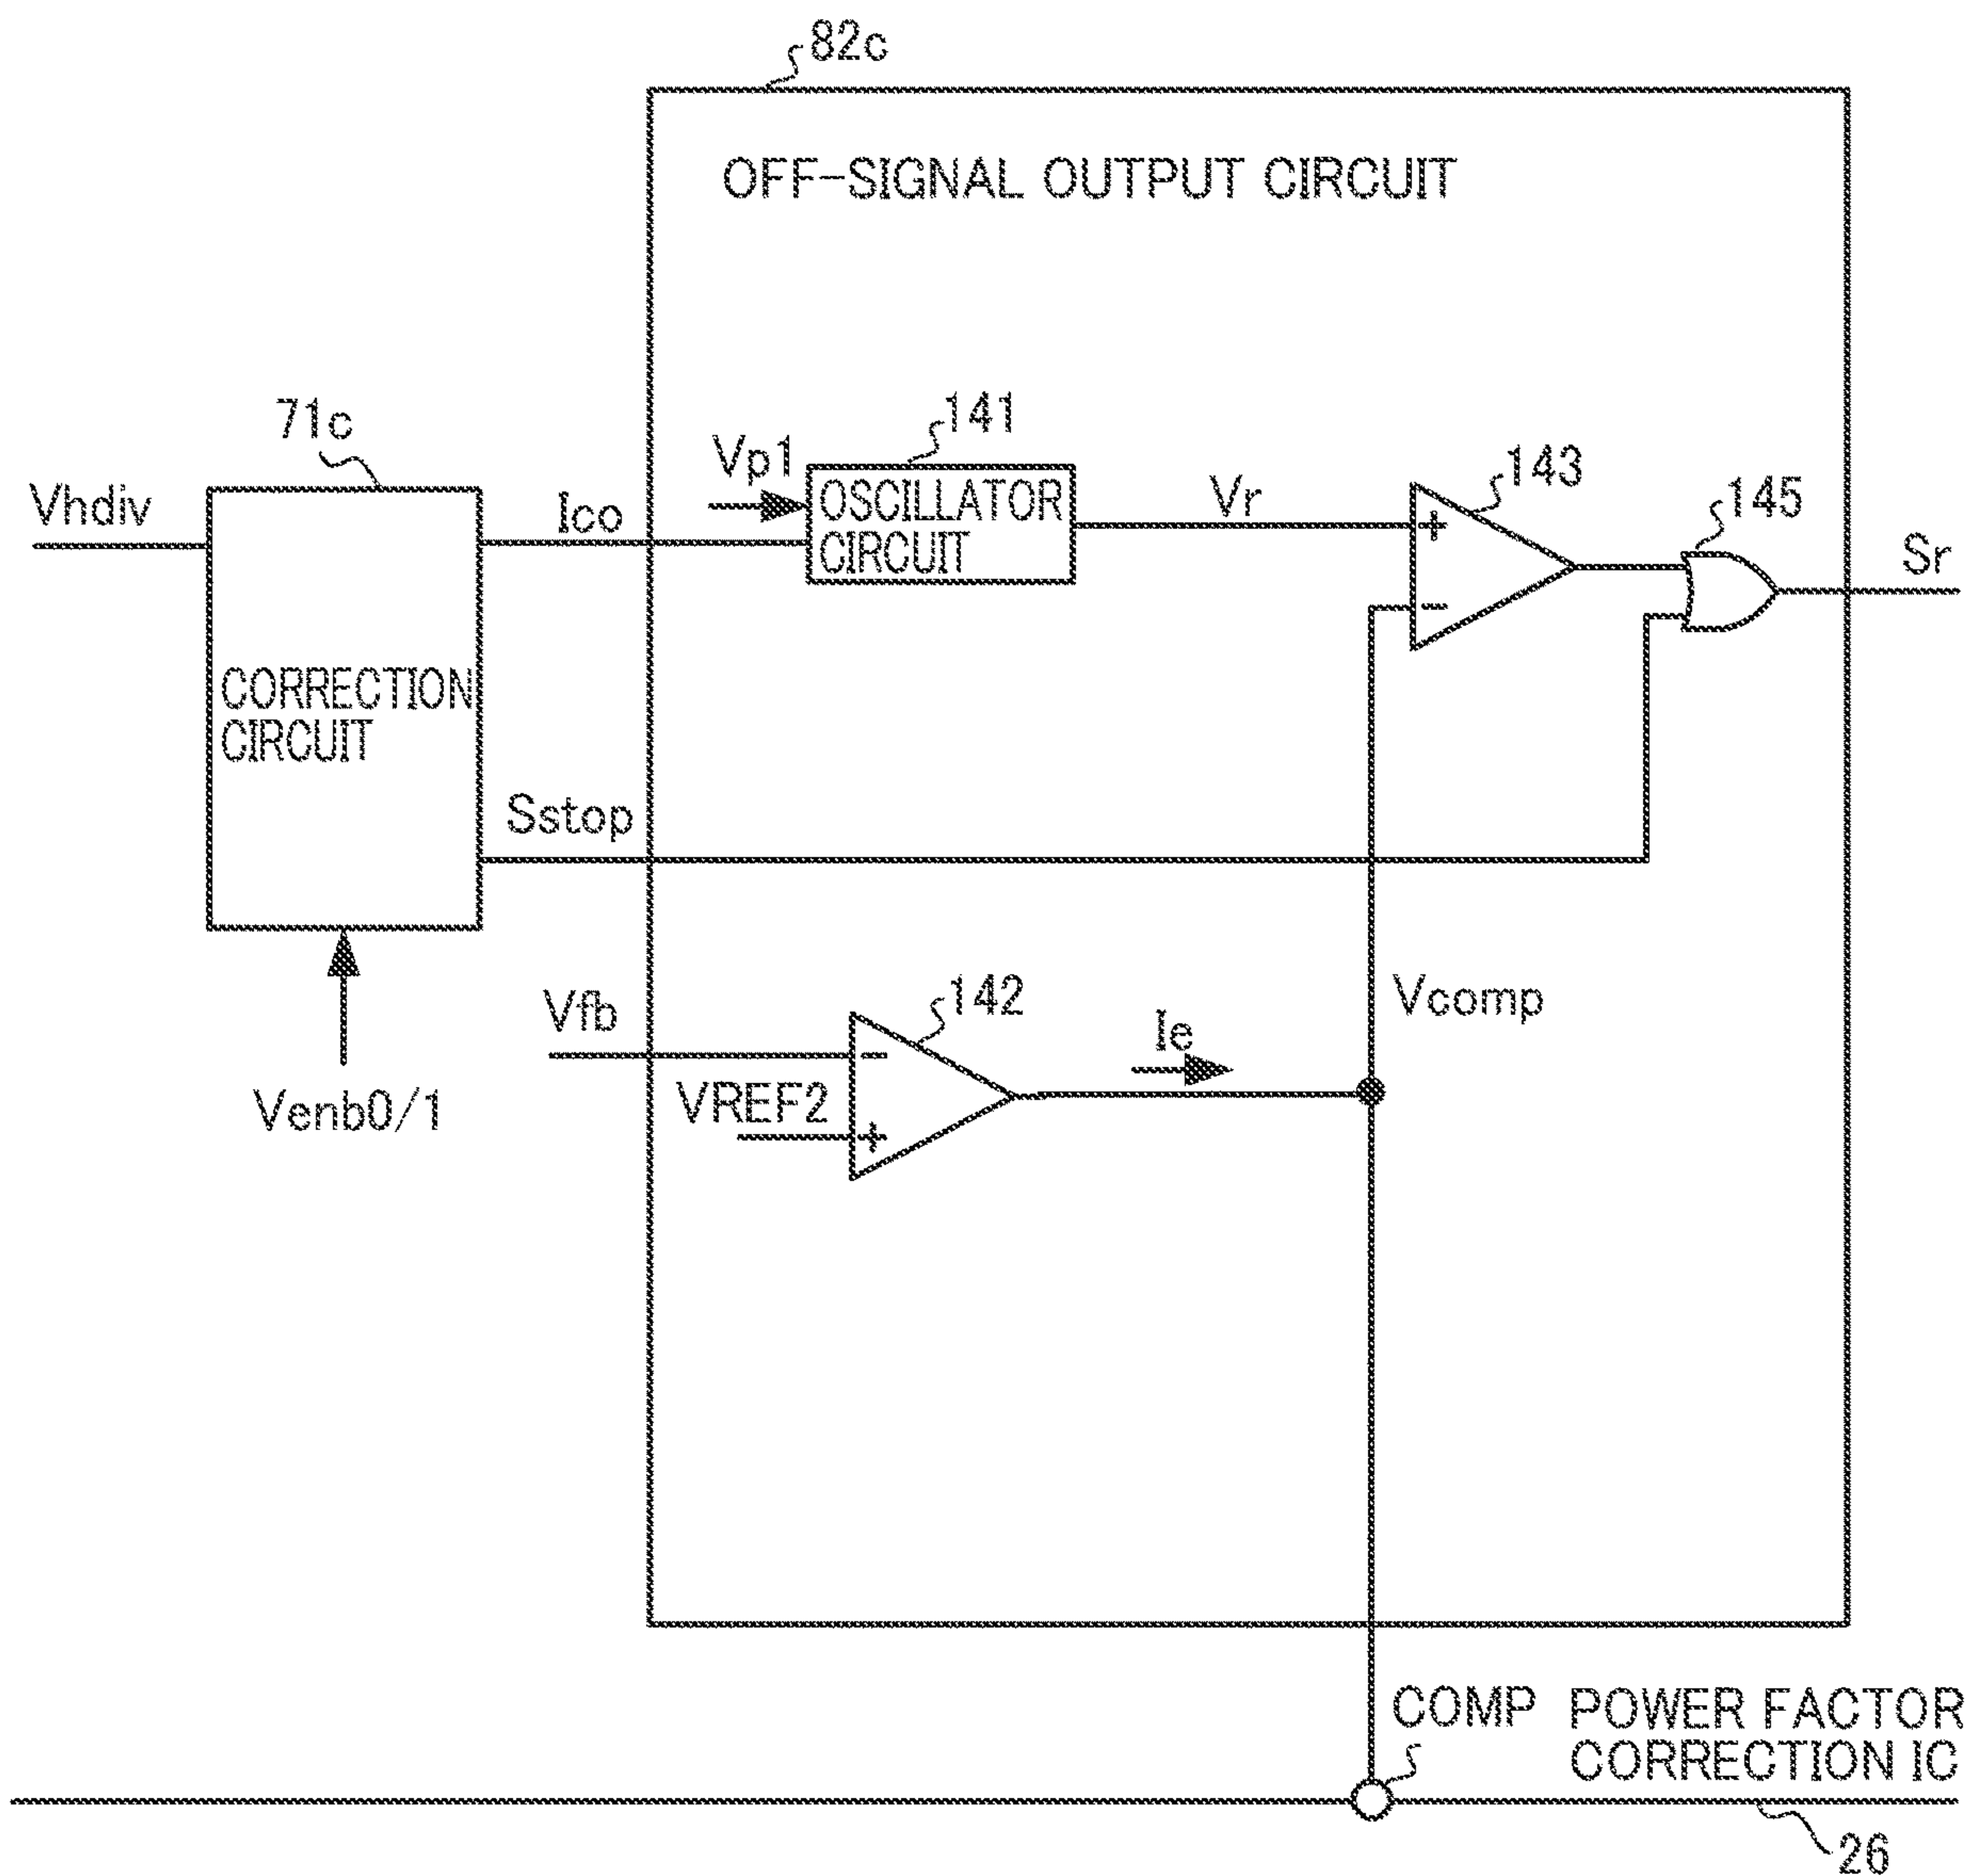 82c
OFF-SIGNAL OUTPUT CIRCUIT
71c
141
Vp1
143
Vhdiv
Ico
OSCILLATOR
CIRCUIT
Vr
+
-
145
Sr
CORRECTION
CIRCUIT
Sstop
Vfb
142
-
Ie
Vcomp
VREF2
+
Venb0/1
COMP
POWER FACTOR
CORRECTION IC
26